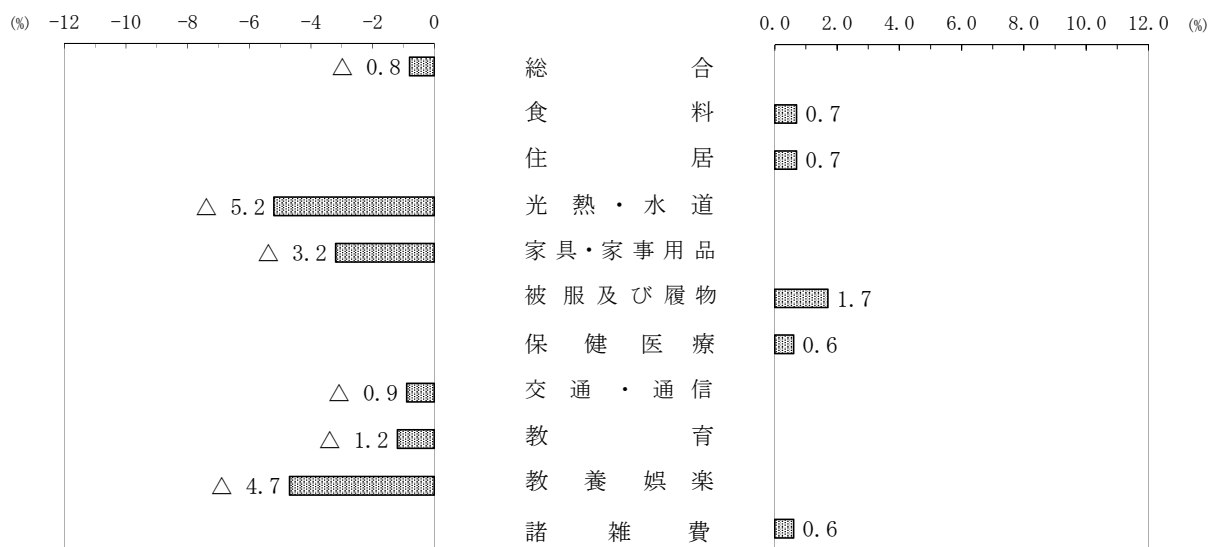 (%) -12 -10 -8 -6 -4 -2 0 0.0 2.0 4.0 6.0 8.0 10.0 12.0 (%)
△ 0.8 総合
食料 0.7
住居 0.7
△ 5.2 光熱・水道
△ 3.2 家具・家事用品
被服及び履物 1.7
保健医療 0.6
△ 0.9 交通・通信
△ 1.2 教育
△ 4.7 教養娯楽
諸雑費 0.6